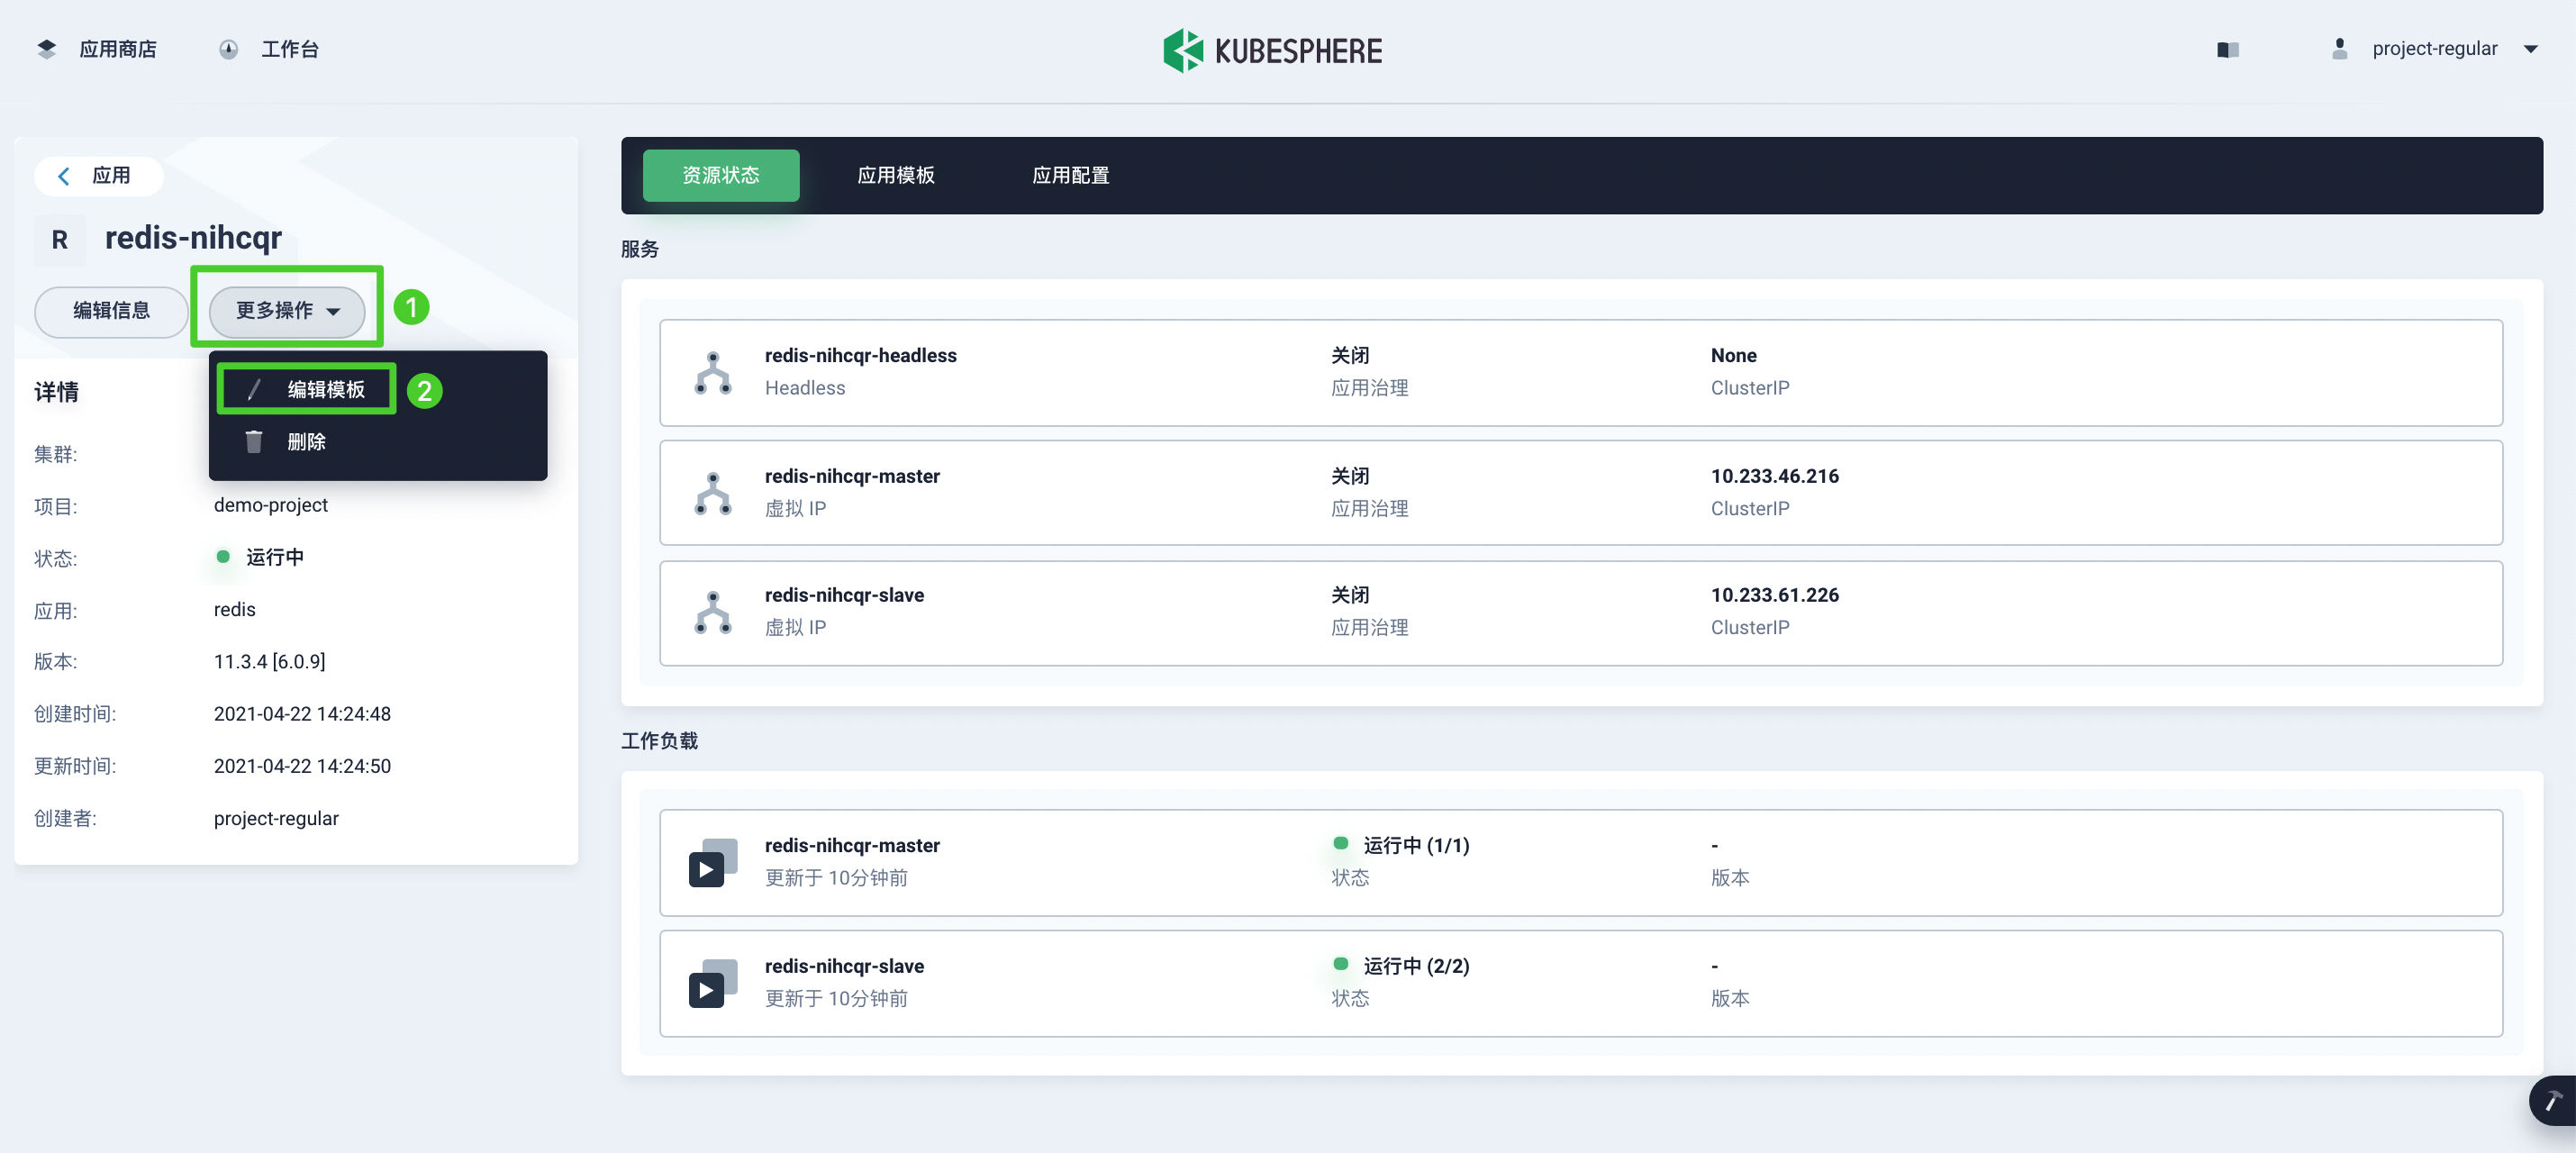 应用商店
工作台
KUBESPHERE
project-regular
应用
R
redis-nihcqr
编辑信息
更多操作
1
编辑模板
2
删除
详情
集群:
项目:
demo-project
状态:
运行中
应用:
redis
版本:
11.3.4 [6.0.9]
创建时间:
2021-04-22 14:24:48
更新时间:
2021-04-22 14:24:50
创建者:
project-regular
资源状态
应用模板
应用配置
服务
redis-nihcqr-headless
Headless
关闭
应用治理
None
ClusterIP
redis-nihcqr-master
虚拟 IP
关闭
应用治理
10.233.46.216
ClusterIP
redis-nihcqr-slave
虚拟 IP
关闭
应用治理
10.233.61.226
ClusterIP
工作负载
redis-nihcqr-master
更新于 10分钟前
运行中 (1/1)
状态
-
版本
redis-nihcqr-slave
更新于 10分钟前
运行中 (2/2)
状态
-
版本